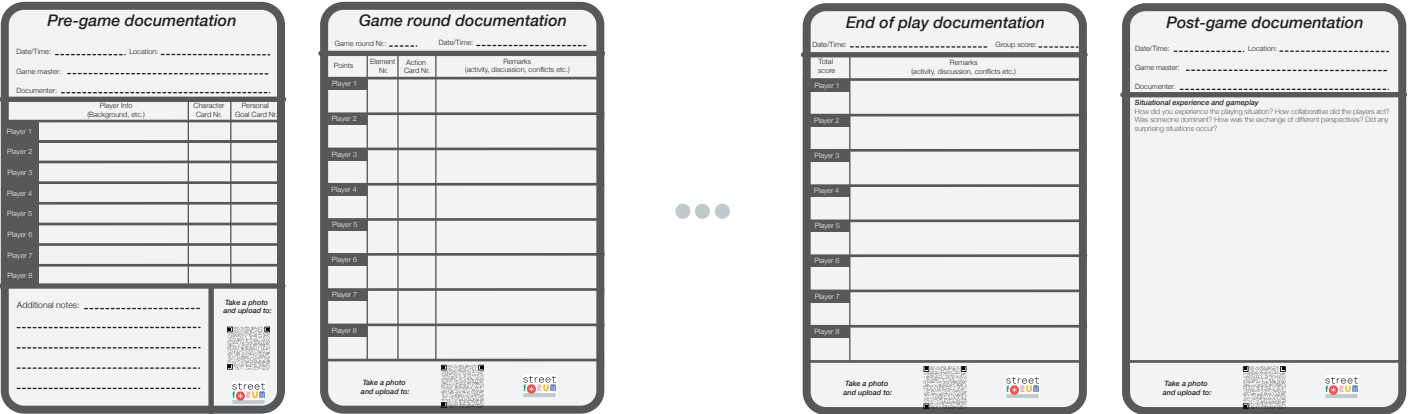 Pre-game documentation
Date/Time: Location:
Game master:
Documenter:
Player Info
(Background, etc.)
Character
Card Nr.
Personal
Goal Card Nr.
Player 1
Player 2
Player 3
Player 4
Player 5
Player 6
Player 7
Player 8
Additional notes:
Take a photo
and upload to:
street
forum
Game round documentation
Game round Nr.: Date/Time:
Points
Element
Nr.
Action
Card Nr.
Remarks
(activity, discussion, conflicts etc.)
Player 1
Player 2
Player 3
Player 4
Player 5
Player 6
Player 7
Player 8
Take a photo
and upload to:
street
forum
End of play documentation
Date/Time: Group score:
Total
score
Remarks
(activity, discussion, conflicts etc.)
Player 1
Player 2
Player 3
Player 4
Player 5
Player 6
Player 7
Player 8
Take a photo
and upload to:
street
forum
Post-game documentation
Date/Time: Location:
Game master:
Documenter:
Situational experience and gameplay
How did you experience the playing situation? How collaborative did the players act?
Was someone dominant? How was the exchange of different perspectives? Did any
surprising situations occur?
Take a photo
and upload to:
street
forum